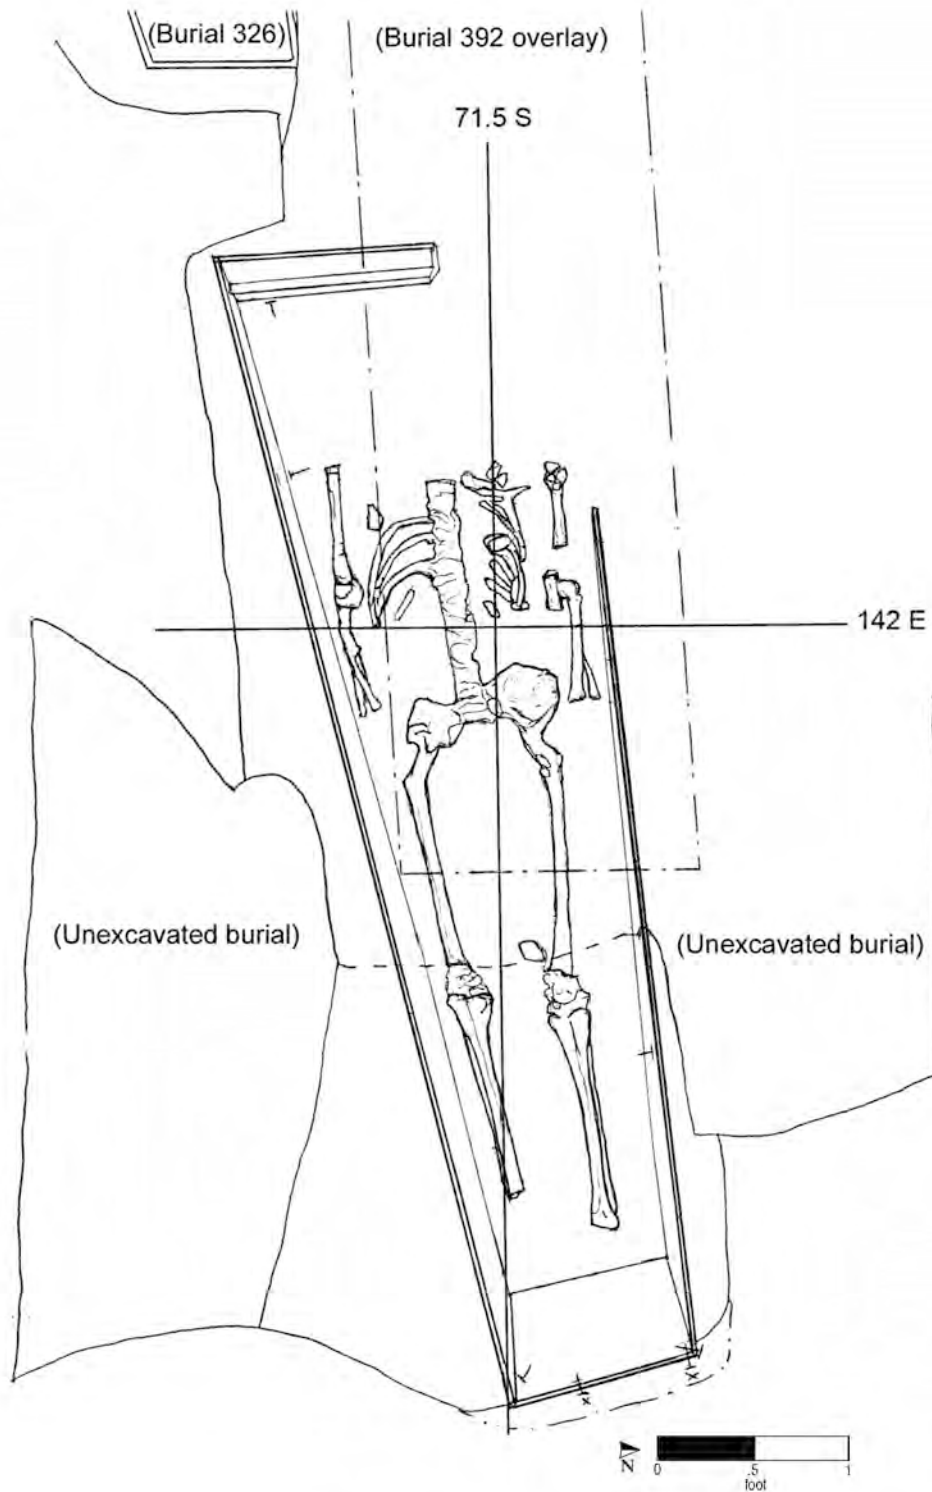 (Burial 326)
(Burial 392 overlay)
71.5 S
142 E
(Unexcavated burial)
(Unexcavated burial)
N
0 .5 1
foot